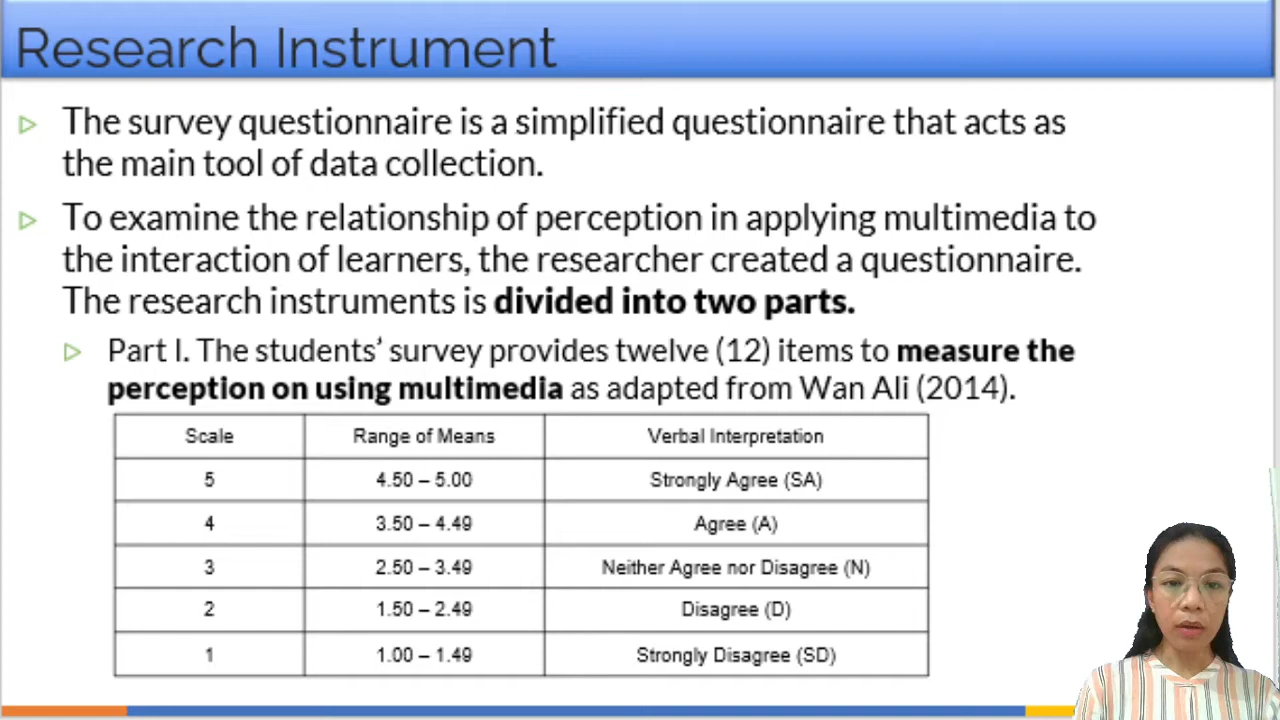 Research Instrument
The survey questionnaire is a simplified questionnaire that acts as
the main tool of data collection.
To examine the relationship of perception in applying multimedia to
the interaction of learners, the researcher created a questionnaire.
The research instruments is divided into two parts.
Part I. The students’ survey provides twelve (12) items to measure the
perception on using multimedia as adapted from Wan Ali (2014).
Scale Range of Means Verbal Interpretation
5 4.50 – 5.00 Strongly Agree (SA)
4 3.50 – 4.49 Agree (A)
3 2.50 – 3.49 Neither Agree nor Disagree (N)
2 1.50 – 2.49 Disagree (D)
1 1.00 – 1.49 Strongly Disagree (SD)